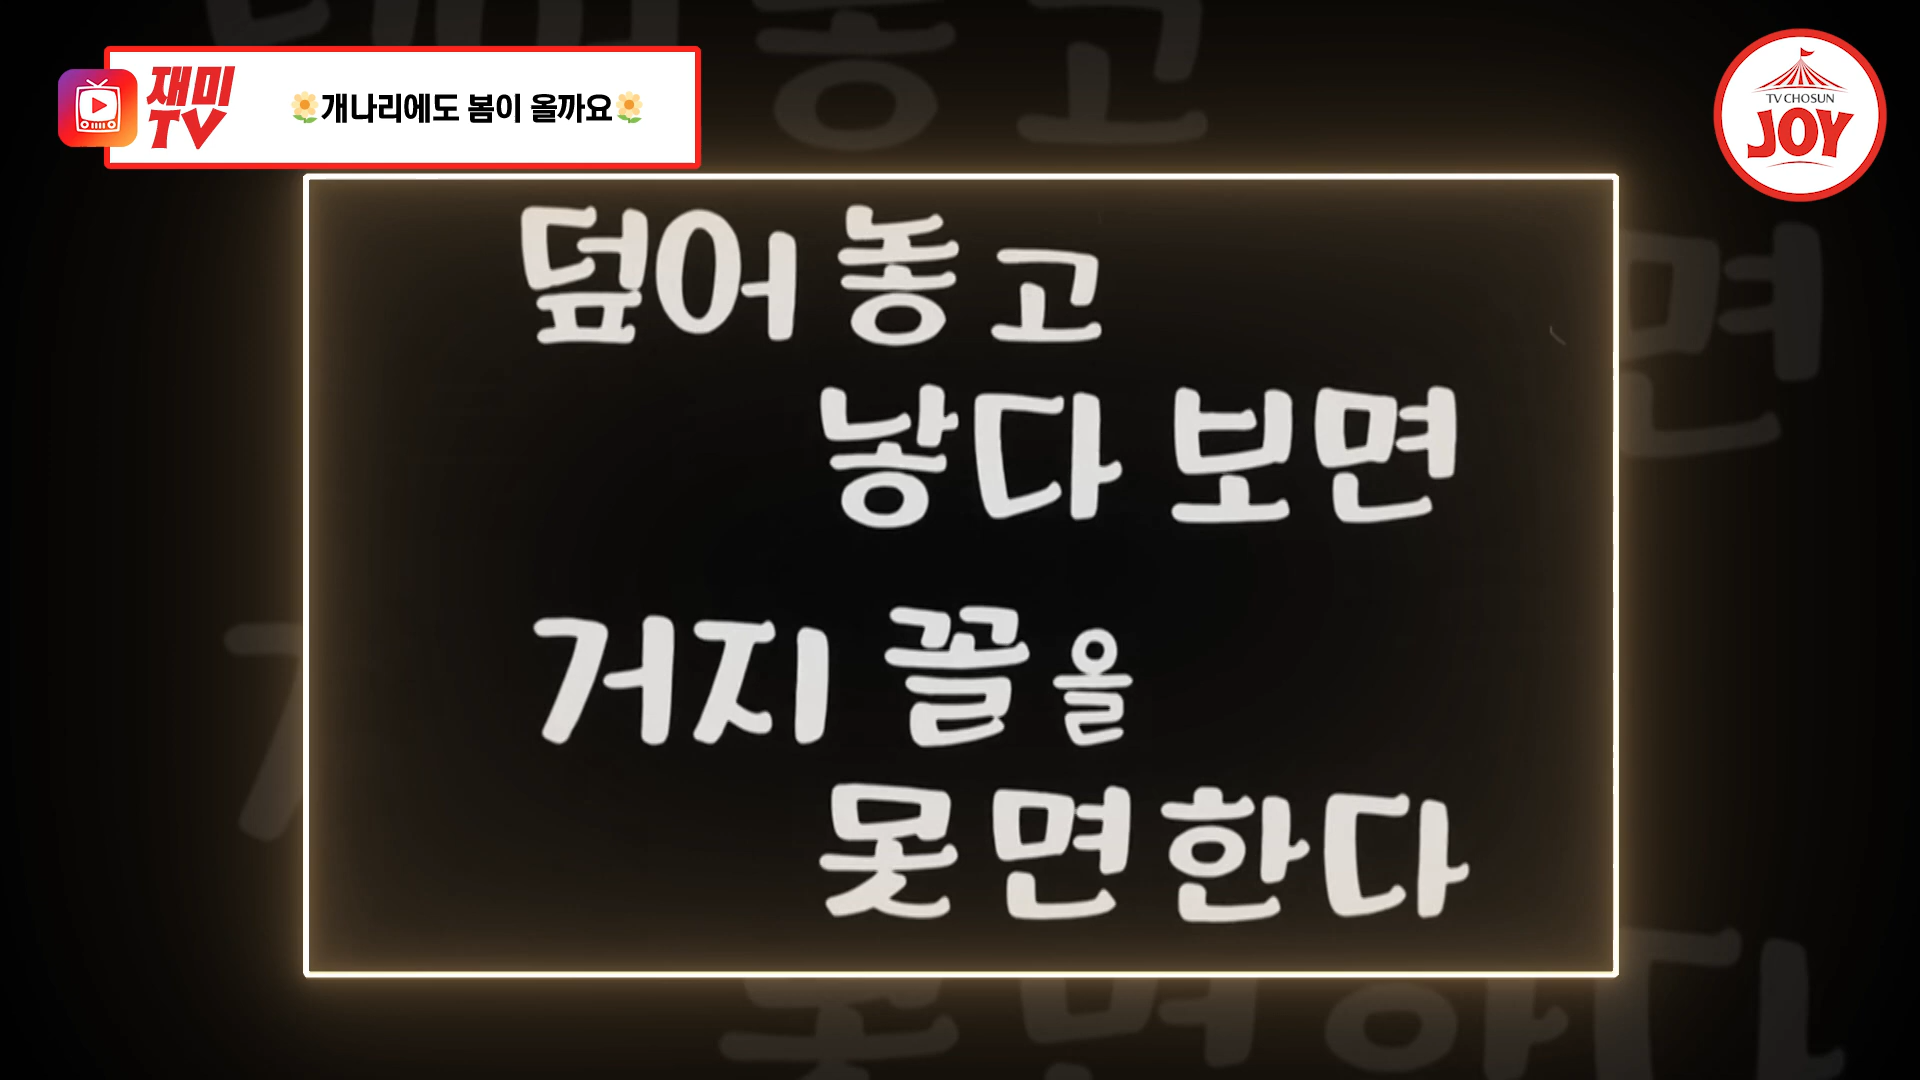 재미
TV
🌼개나리에도 봄이 올까요🌼
TV CHOSUN
JOY
덮어놓고
낳다 보면
거지 꼴을
못면한다